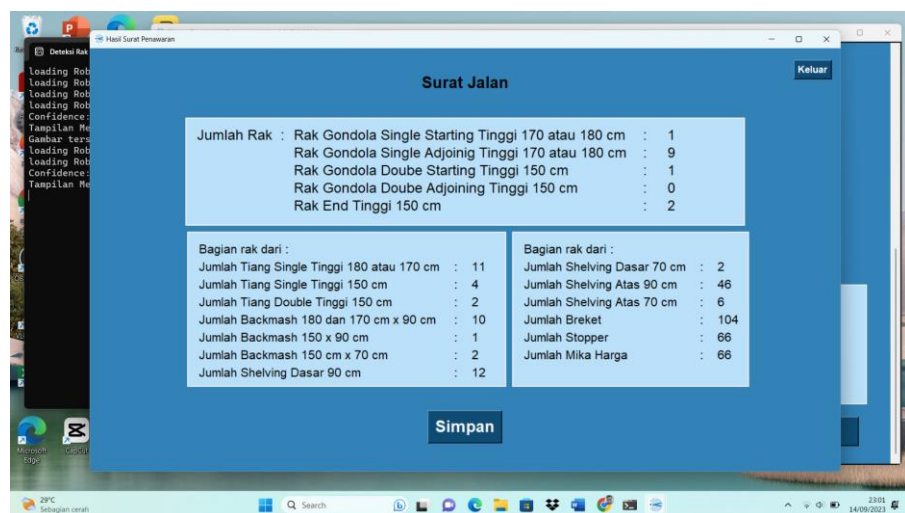 Hasil Surat Penawaran
Deteksi Rak
loading Rob
loading Rob
loading Rob
loading Rob
Confidence:
Tampilan Me
Gambar ters
loading Rob
loading Rob
Confidence:
Tampilan Me
Keluar
Surat Jalan
Jumlah Rak : Rak Gondola Single Starting Tinggi 170 atau 180 cm : 1
Rak Gondola Single Adjoinig Tinggi 170 atau 180 cm : 9
Rak Gondola Doube Starting Tinggi 150 cm : 1
Rak Gondola Doube Adjoining Tinggi 150 cm : 0
Rak End Tinggi 150 cm : 2
Bagian rak dari :
Jumlah Tiang Single Tinggi 180 atau 170 cm : 11
Jumlah Tiang Single Tinggi 150 cm : 4
Jumlah Tiang Double Tinggi 150 cm : 2
Jumlah Backmash 180 dan 170 cm x 90 cm : 10
Jumlah Backmash 150 x 90 cm : 1
Jumlah Backmash 150 cm x 70 cm : 2
Jumlah Shelving Dasar 90 cm : 12
Bagian rak dari :
Jumlah Shelving Dasar 70 cm : 2
Jumlah Shelving Atas 90 cm : 46
Jumlah Shelving Atas 70 cm : 6
Jumlah Breket : 104
Jumlah Stopper : 66
Jumlah Mika Harga : 66
Simpan
Microsoft
Edge
CapCut
29°C
Sebagian cerah
Search
23:01
14/09/2023